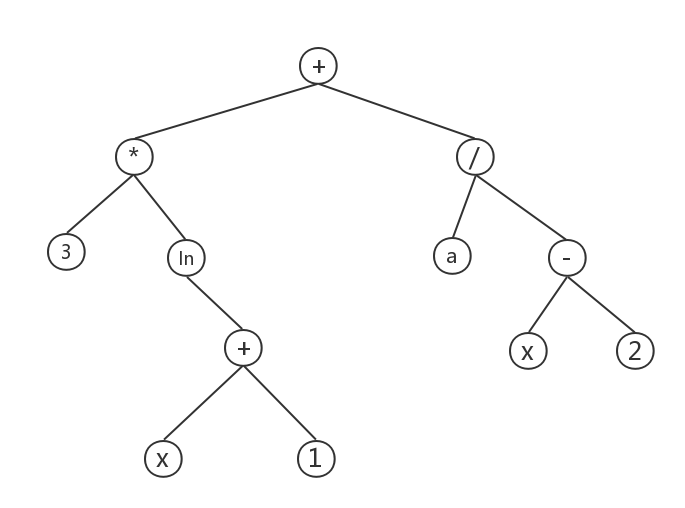 +
* /
3 ln a -
+ x 2
x 1